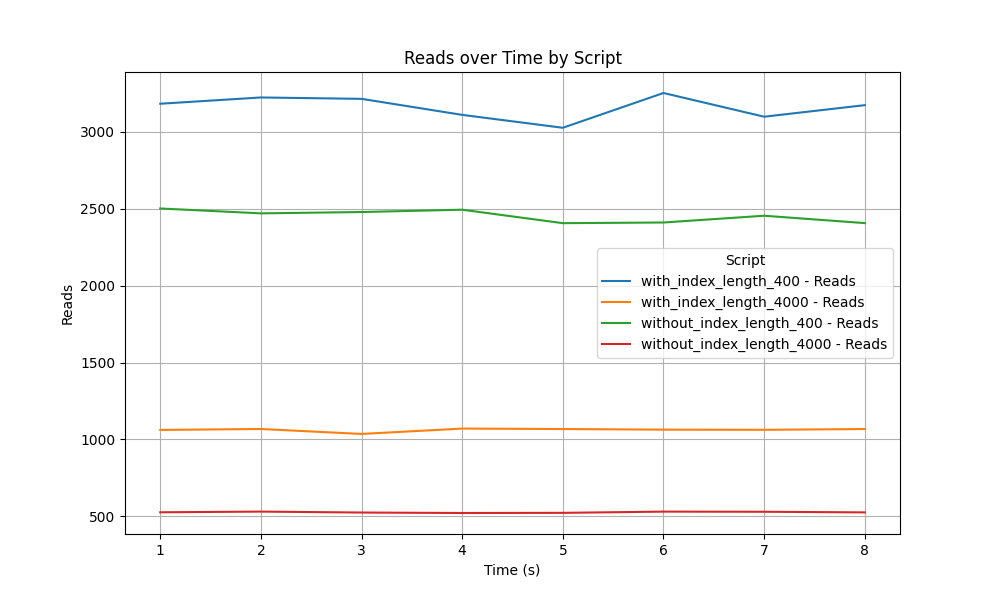 Reads over Time by Script
Reads
3000
2500
2000
1500
1000
500
Script
with_index_length_400 - Reads
with_index_length_4000 - Reads
without_index_length_400 - Reads
without_index_length_4000 - Reads
1 2 3 4 5 6 7 8
Time (s)